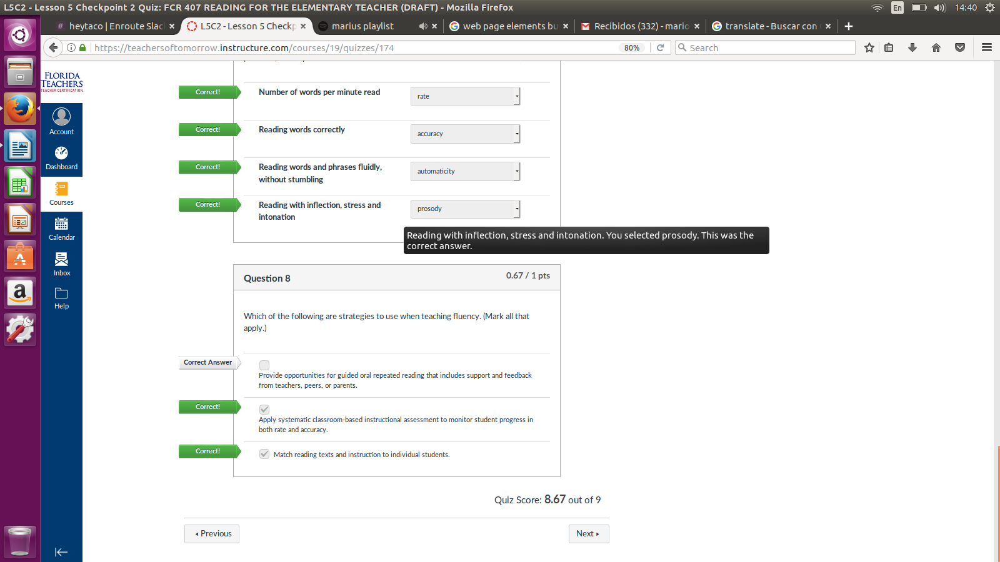 L5C2 - Lesson 5 Checkpoint 2 Quiz: FCR 407 READING FOR THE ELEMENTARY TEACHER (DRAFT) - Mozilla Firefox
En
14:40
# heytaco | Enroute Slac
L5C2 - Lesson 5 Checkp
marius playlist
web page elements bu
Recibidos (332) - mario
translate - Buscar con
https://teachersoftomorrow.instructure.com/courses/19/quizzes/174
80%
Search
FLORIDA
TEACHERS
TEACHER CERTIFICATION
Account
Dashboard
Courses
Calendar
Inbox
Help
Correct!
Number of words per minute read
rate
Correct!
Reading words correctly
accuracy
Correct!
Reading words and phrases fluidly,
without stumbling
automaticity
Correct!
Reading with inflection, stress and
intonation
prosody
Reading with inflection, stress and intonation. You selected prosody. This was the
correct answer.
Question 8
0.67 / 1 pts
Which of the following are strategies to use when teaching fluency. (Mark all that
apply.)
Correct Answer
Provide opportunities for guided oral repeated reading that includes support and feedback
from teachers, peers, or parents.
Correct!
Apply systematic classroom-based instructional assessment to monitor student progress in
both rate and accuracy.
Correct!
Match reading texts and instruction to individual students.
Quiz Score: 8.67 out of 9
Previous
Next